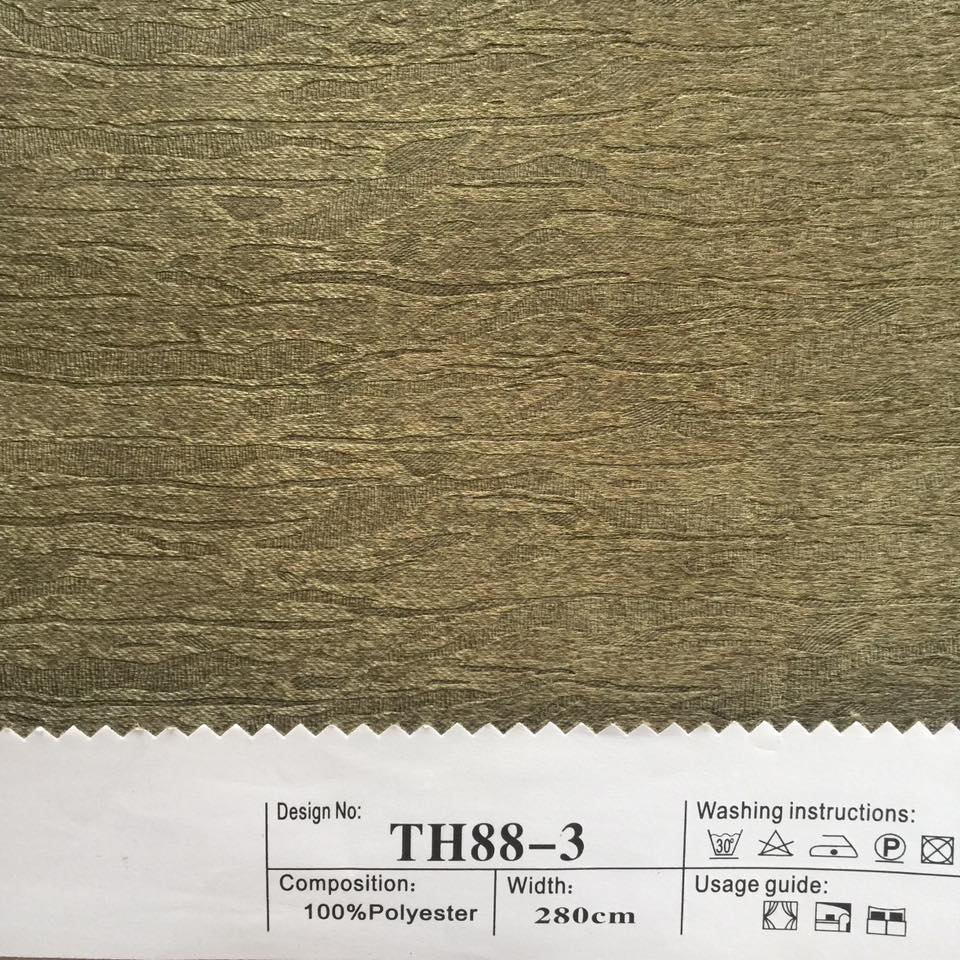 Design No:
TH88-3
Composition:
100%Polyester
Width:
280cm
Washing instructions:
30°
P
Usage guide: